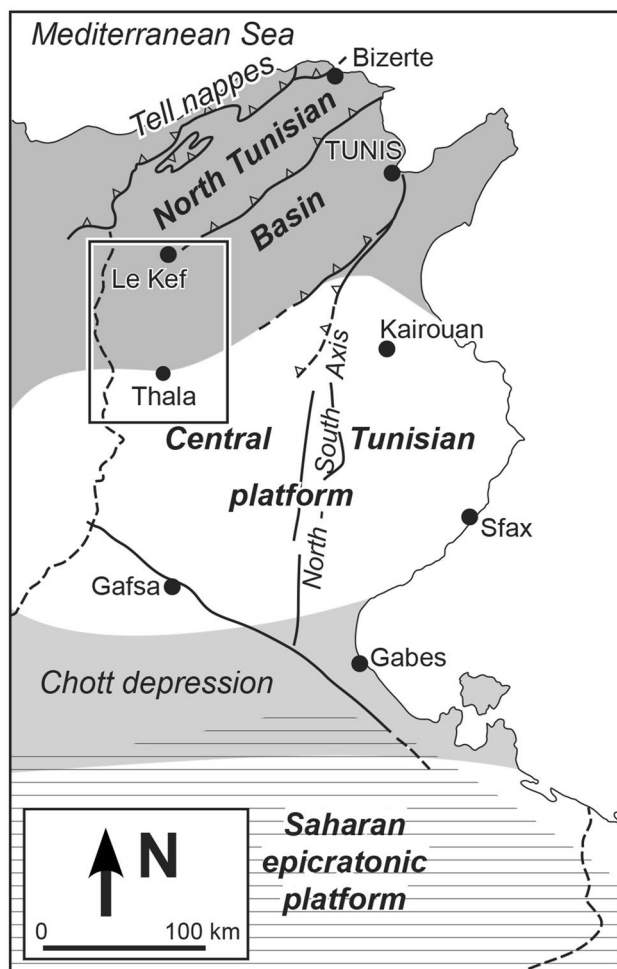 Mediterranean Sea
Bizerte
Tell nappes
North Tunisian
Basin
TUNIS
Le Kef
Kairouan
Thala
North - South Axis
Central Tunisian
platform
Sfax
Gafsa
Gabes
Chott depression
Saharan
epicratonic
platform
N
0 100 km